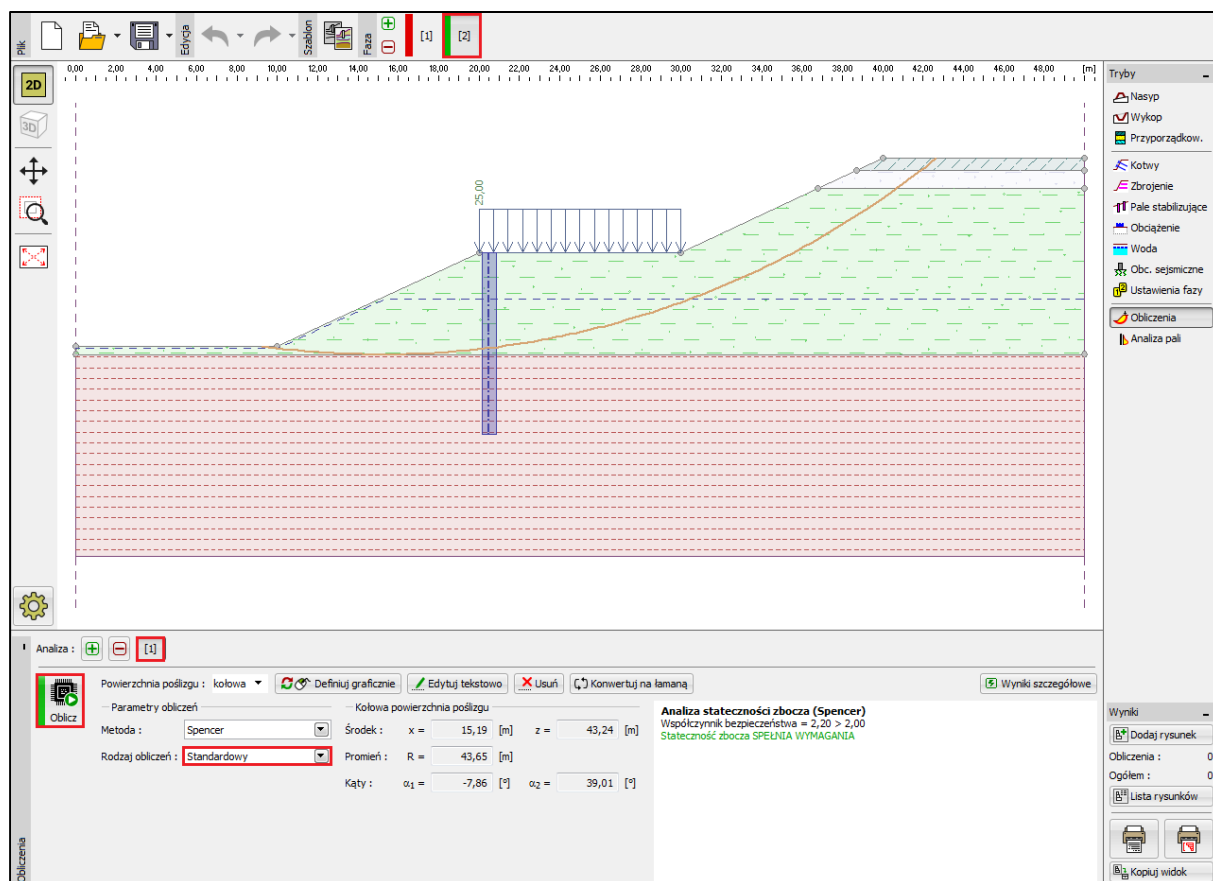 Plik
Edycja
Szablon
Faza
[1]
[2]
0,00 2,00 4,00 6,00 8,00 10,00 12,00 14,00 16,00 18,00 20,00 22,00 24,00 26,00 28,00 30,00 32,00 34,00 36,00 38,00 40,00 42,00 44,00 46,00 48,00 [m]
2D
3D
25,00
Tryby
Nasyp
Wykop
Przyporządkow.
Kotwy
Zbrojenie
Pale stabilizujące
Obciążenie
Woda
Obc. sejsmiczne
Ustawienia fazy
Obliczenia
Analiza pali
Analiza : [1]
Oblicz
Powierzchnia poślizgu : kołowa Definiuj graficznie Edytuj tekstowo Usuń Konwertuj na łamaną Wyniki szczegółowe
Parametry obliczeń
Metoda : Spencer
Rodzaj obliczeń : Standardowy
Kołowa powierzchnia poślizgu
Środek : x = 15,19 [m] z = 43,24 [m]
Promień : R = 43,65 [m]
Kąty : α1 = -7,86 [°] α2 = 39,01 [°]
Analiza stateczności zbocza (Spencer)
Współczynnik bezpieczeństwa = 2,20 > 2,00
Stateczność zbocza SPEŁNIA WYMAGANIA
Obliczenia
Wyniki
Dodaj rysunek
Obliczenia : 0
Ogółem : 0
Lista rysunków
Kopiuj widok